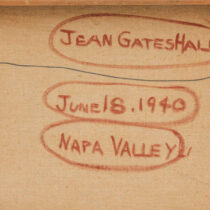 JEAN GATES HALL
JUNE 18. 1940
NAPA VALLEY